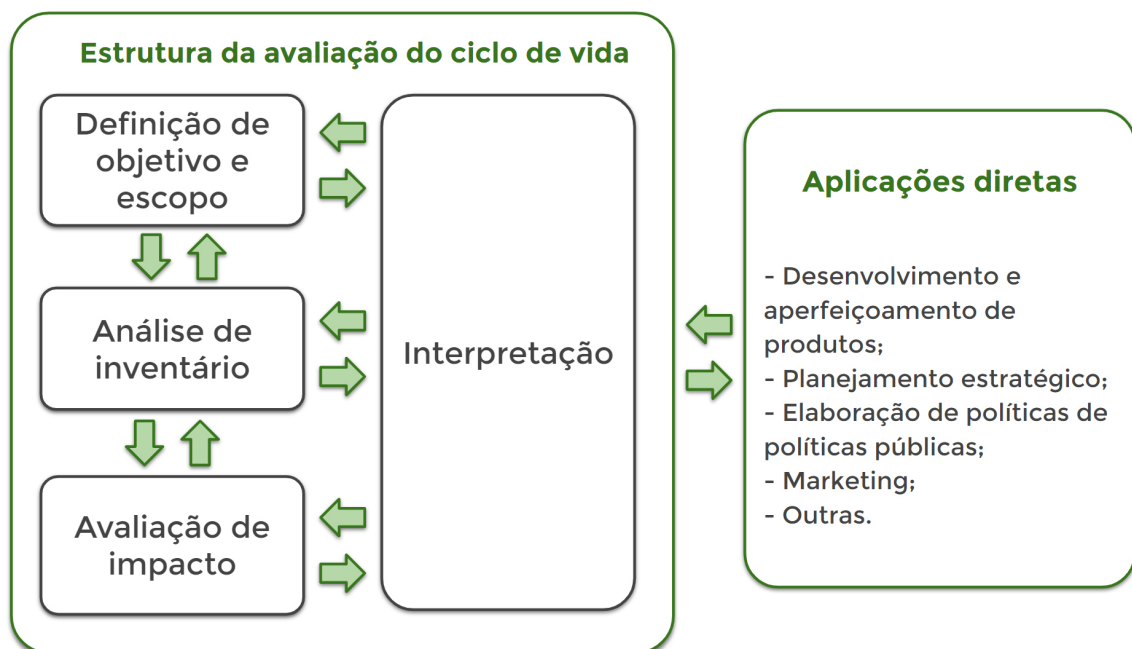 Estrutura da avaliação do ciclo de vida
Definição de
objetivo e
escopo
Análise de
inventário
Avaliação de
impacto
Interpretação
Aplicações diretas
- Desenvolvimento e
aperfeiçoamento de
produtos;
- Planejamento estratégico;
- Elaboração de políticas de
políticas públicas;
- Marketing;
- Outras.